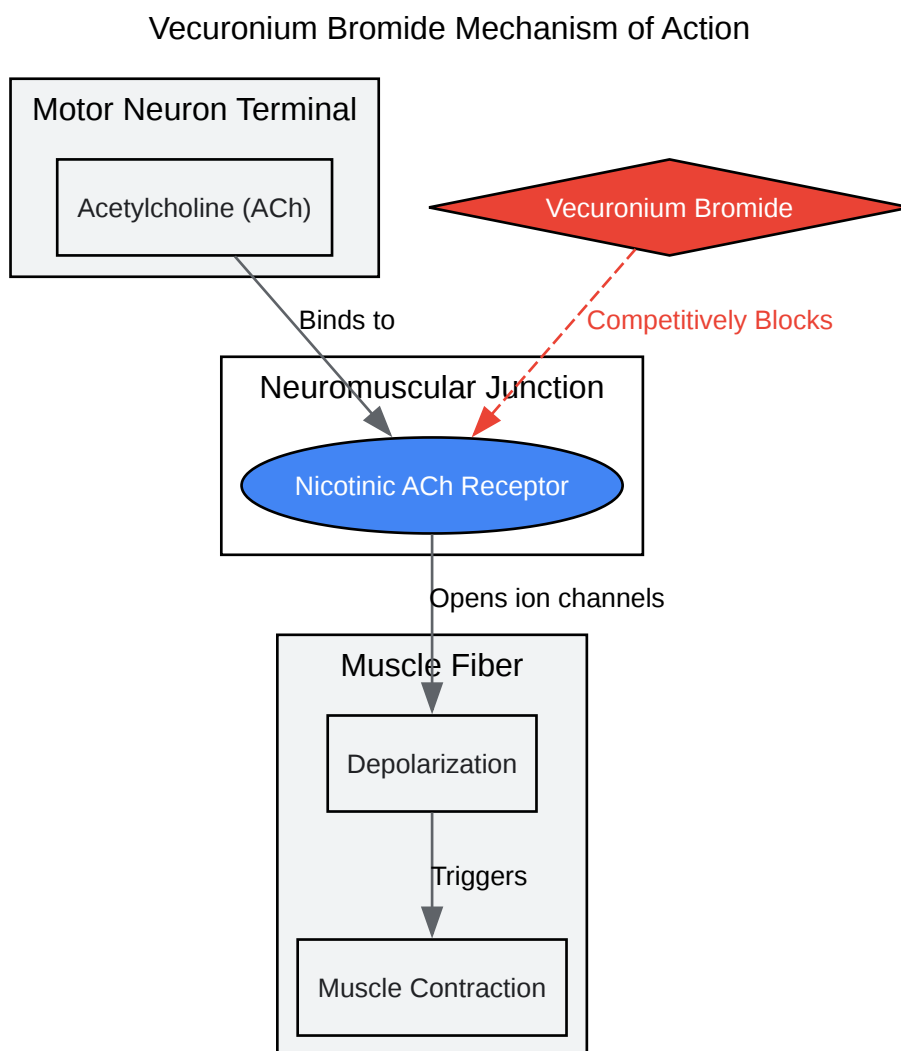 Vecuronium Bromide Mechanism of Action
Motor Neuron Terminal
Acetylcholine (ACh)
Vecuronium Bromide
Binds to
Competitively Blocks
Neuromuscular Junction
Nicotinic ACh Receptor
Opens ion channels
Muscle Fiber
Depolarization
Triggers
Muscle Contraction